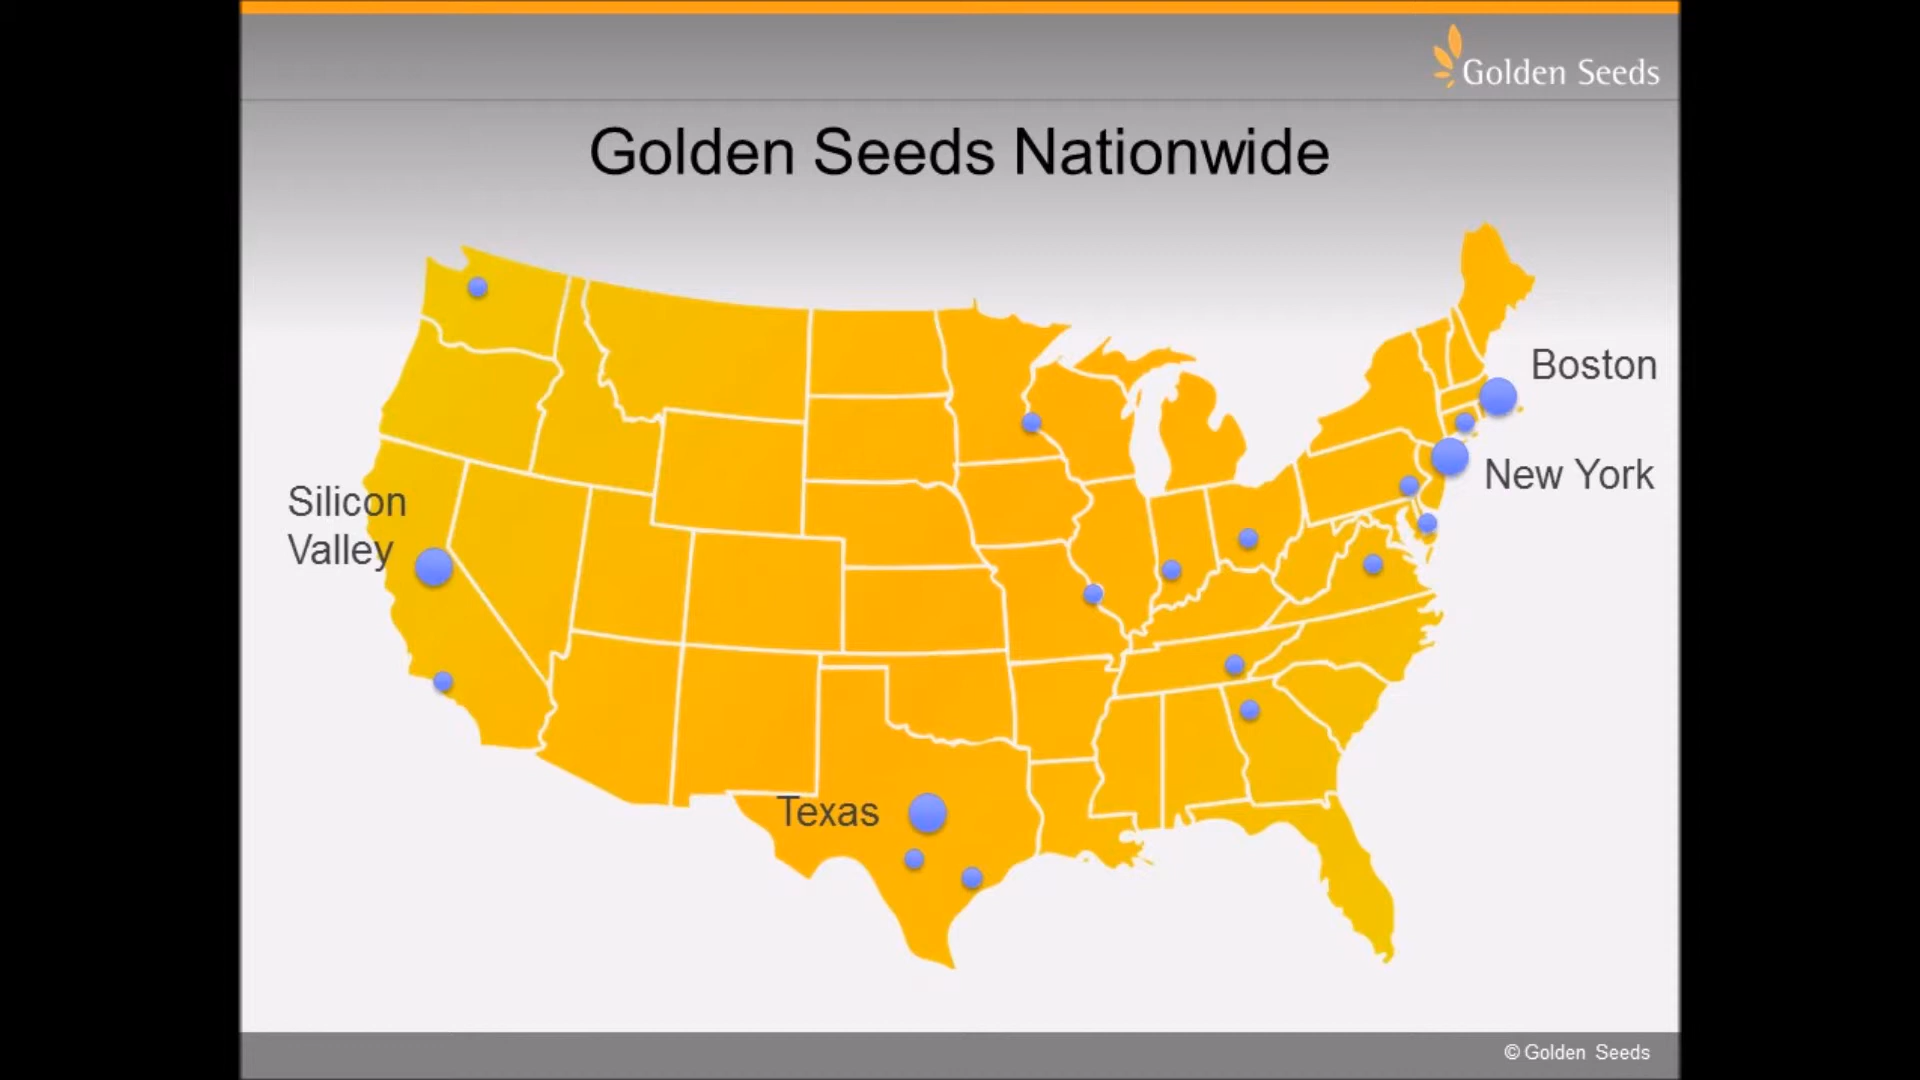 Golden Seeds
Golden Seeds Nationwide
Boston
New York
Silicon
Valley
Texas
© Golden Seeds